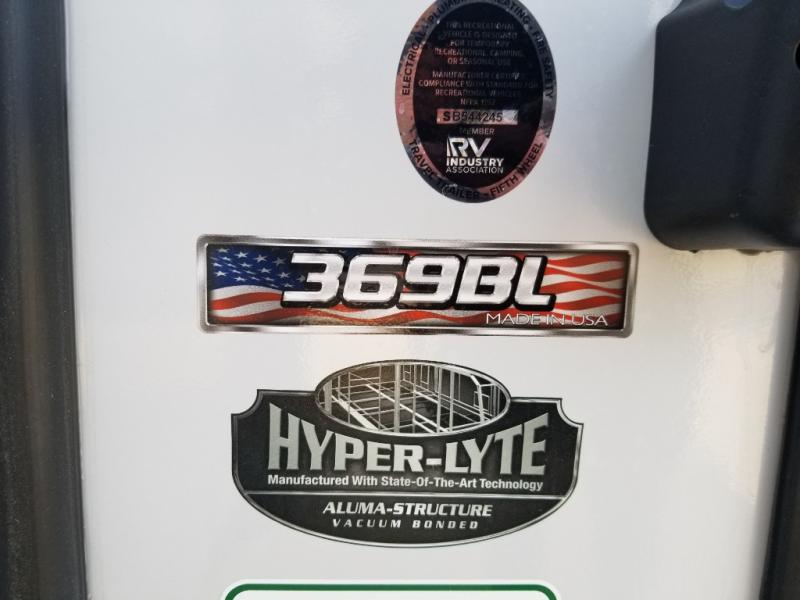 ELECTRICAL • PLUMBING • HEATING • FIRE SAFETY
THIS RECREATIONAL
VEHICLE IS DESIGNED
FOR TEMPORARY
RECREATIONAL, CAMPING,
OR SEASONAL USE
MANUFACTURER CERTIFIES
COMPLIANCE WITH STANDARD FOR
RECREATIONAL VEHICLES
NFPA 1192
SB544245
MEMBER
RV
INDUSTRY
ASSOCIATION
TRAVEL TRAILER - FIFTH WHEEL
369BL
MADE IN USA
HYPER-LYTE
Manufactured With State-Of-The-Art Technology
ALUMA-STRUCTURE
VACUUM BONDED